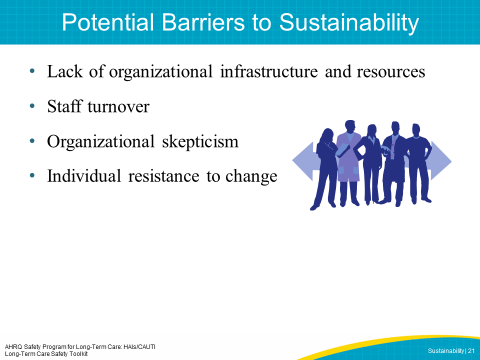 Potential Barriers to Sustainability
• Lack of organizational infrastructure and resources
• Staff turnover
• Organizational skepticism
• Individual resistance to change
AHRQ Safety Program for Long-Term Care: HAIs/CAUTI
Long-Term Care Safety Toolkit
Sustainability | 21